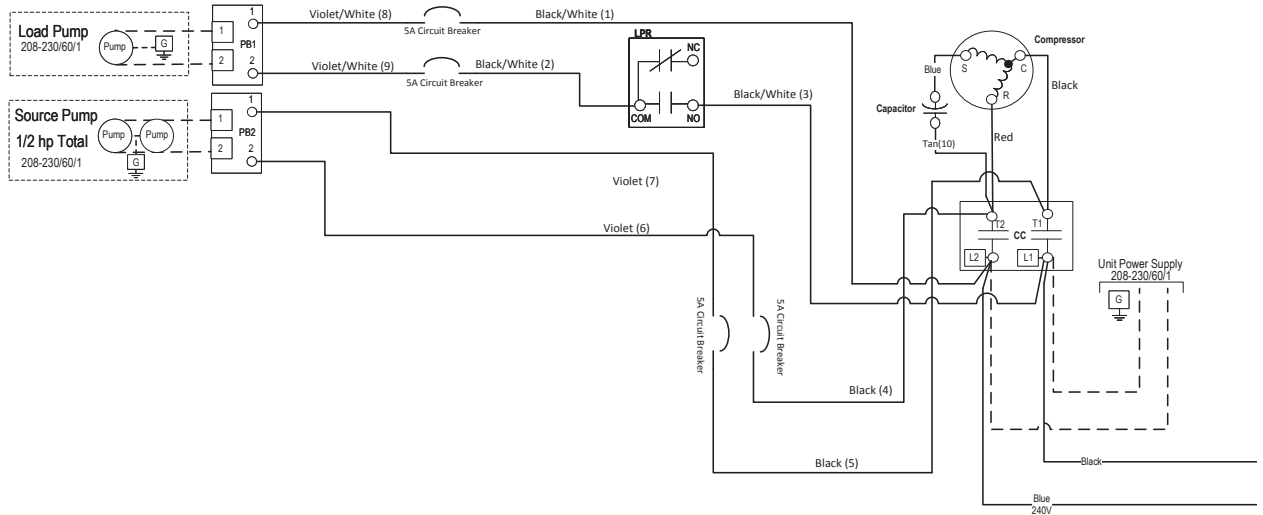 Load Pump
208-230/60/1
Pump
G
1
2
1
PB1
2
Violet/White (8)
5A Circuit Breaker
Black/White (1)
Violet/White (9)
5A Circuit Breaker
Black/White (2)
LPR
NC
COM
NO
Black/White (3)
Source Pump
1/2 hp Total
208-230/60/1
Pump
Pump
G
1
2
1
PB2
2
Violet (7)
Violet (6)
5A Circuit Breaker
5A Circuit Breaker
Black (4)
Black (5)
Compressor
S
C
R
Blue
Black
Capacitor
Tan(10)
Red
T2
T1
CC
L2
L1
Unit Power Supply
208-230/60/1
G
Black
Blue
240V